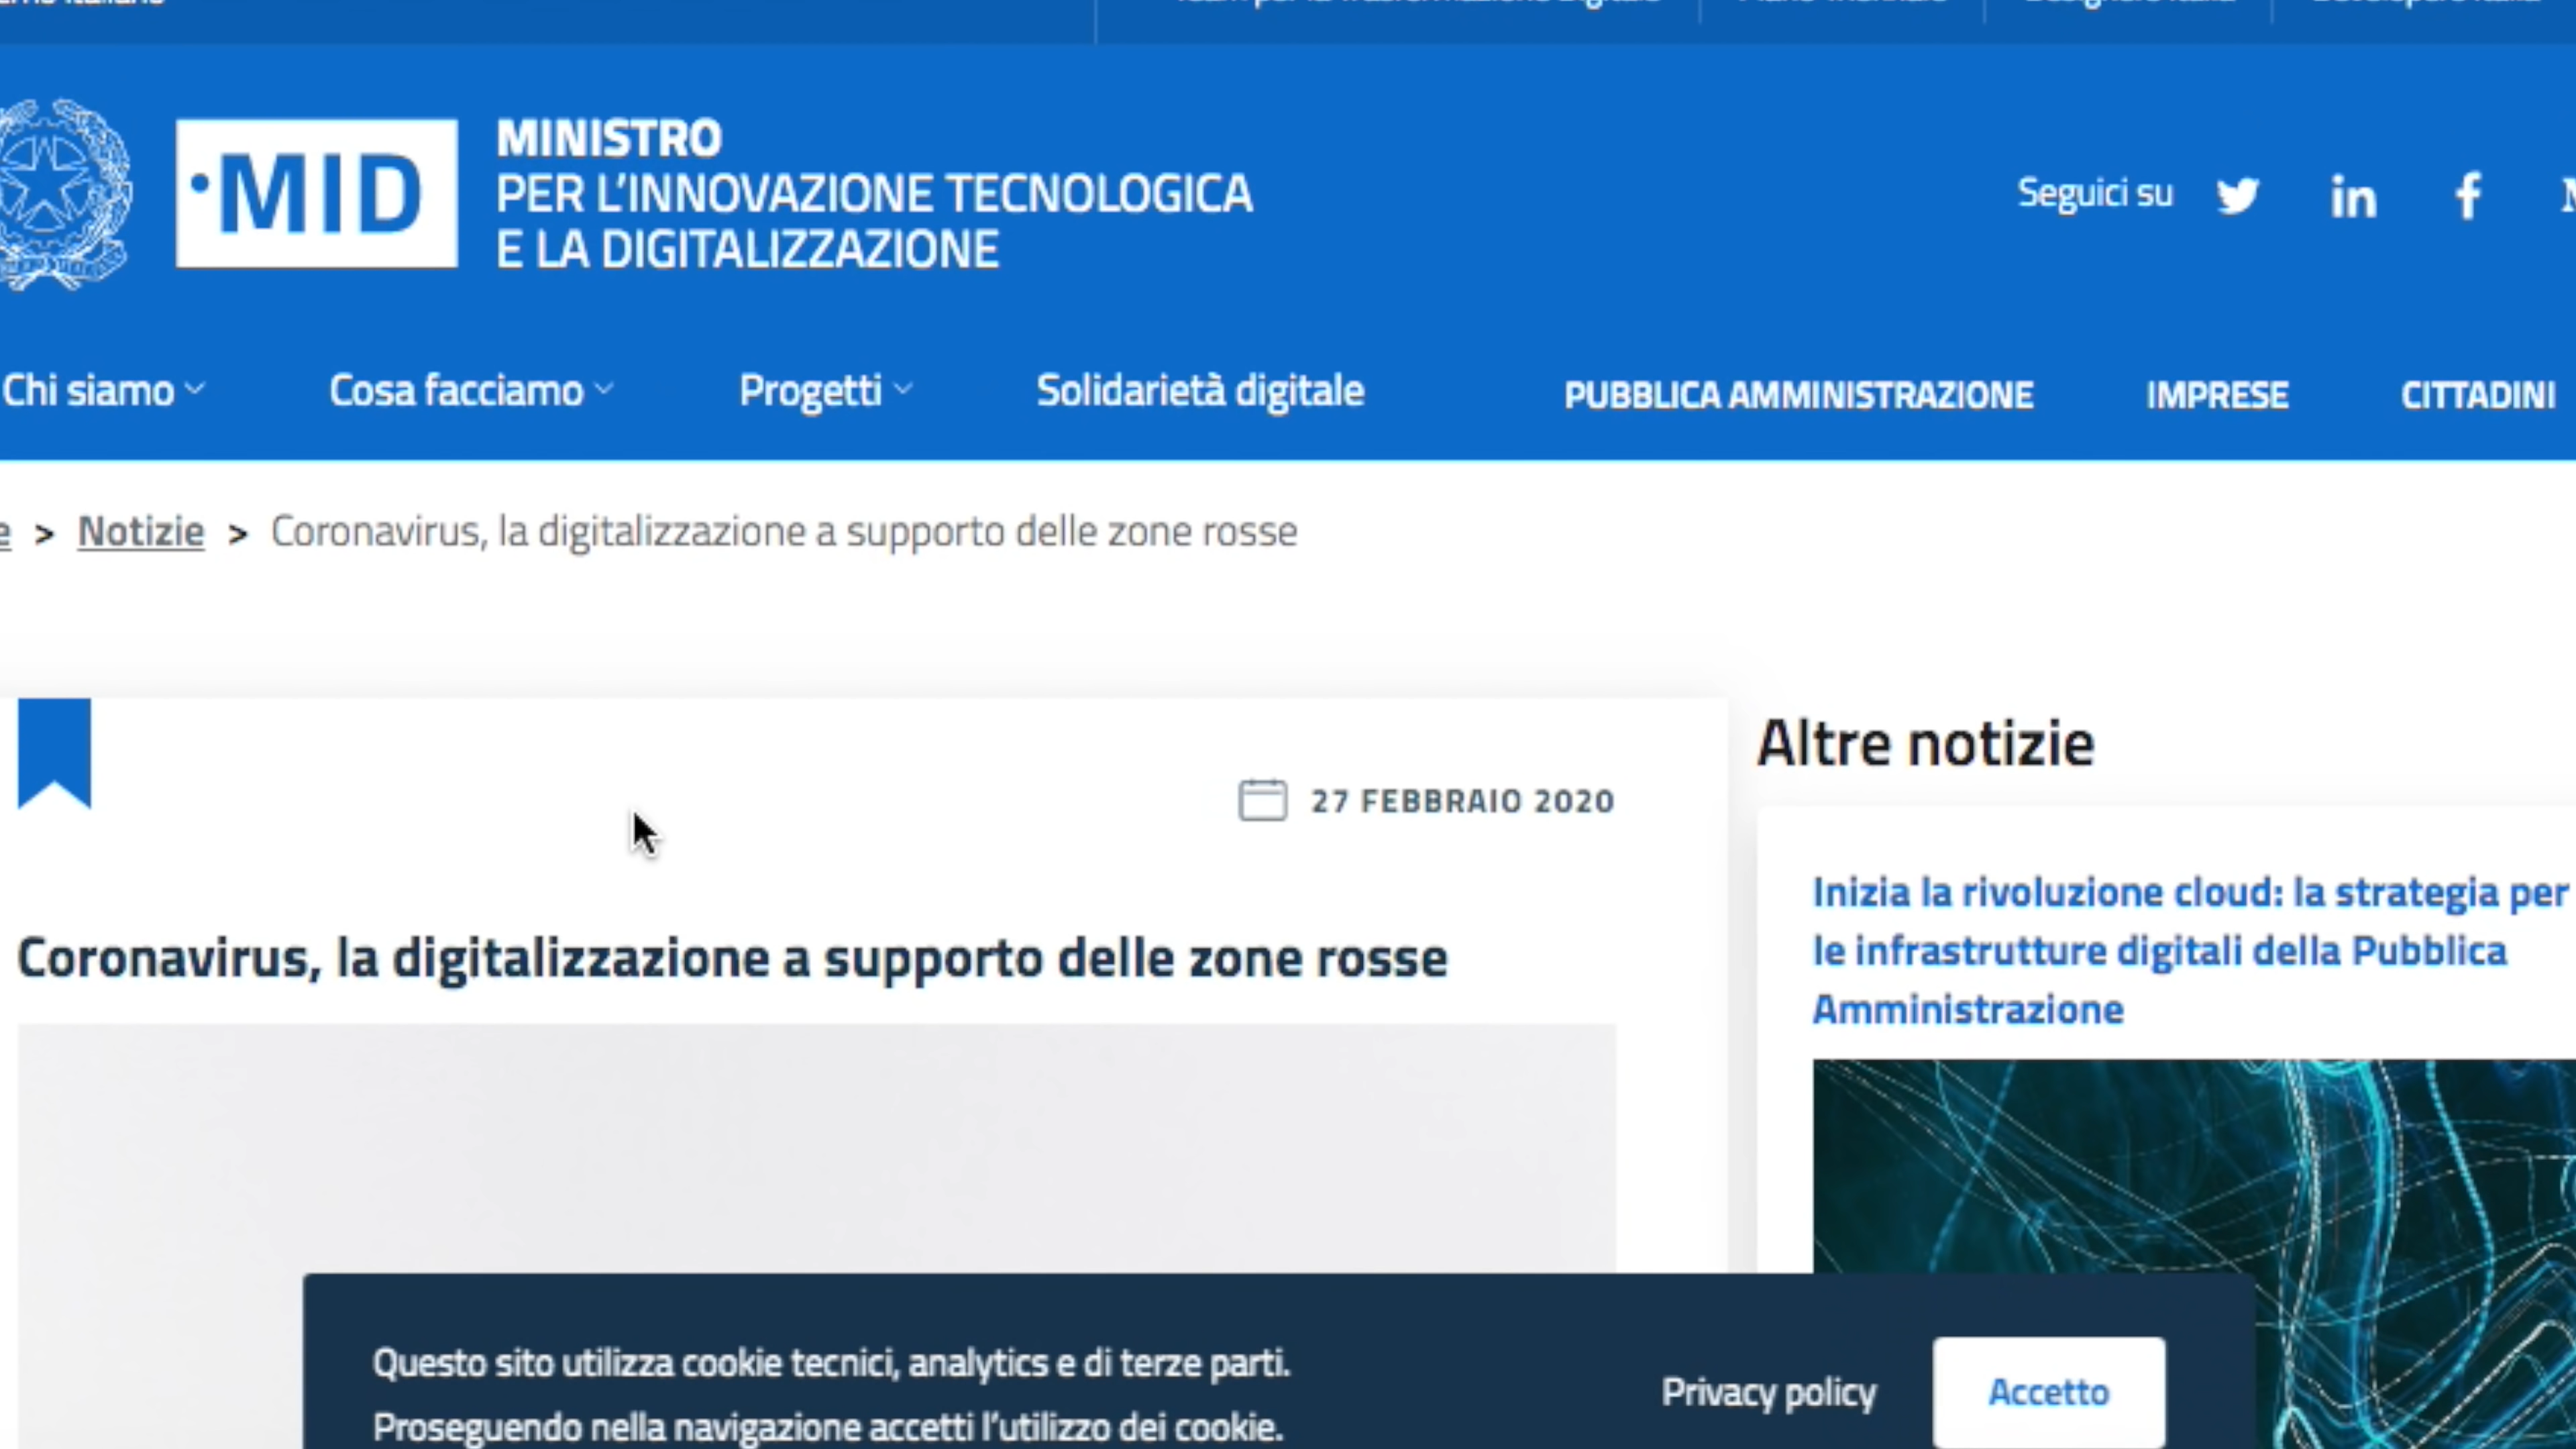 MID
MINISTRO
PER L'INNOVAZIONE TECNOLOGICA
E LA DIGITALIZZAZIONE
Seguici su
Chi siamo
Cosa facciamo
Progetti
Solidarietà digitale
PUBBLICA AMMINISTRAZIONE
IMPRESE
CITTADINI
> Notizie > Coronavirus, la digitalizzazione a supporto delle zone rosse
27 FEBBRAIO 2020
Coronavirus, la digitalizzazione a supporto delle zone rosse
Altre notizie
Inizia la rivoluzione cloud: la strategia per
le infrastrutture digitali della Pubblica
Amministrazione
Questo sito utilizza cookie tecnici, analytics e di terze parti.
Proseguendo nella navigazione accetti l'utilizzo dei cookie.
Privacy policy
Accetto